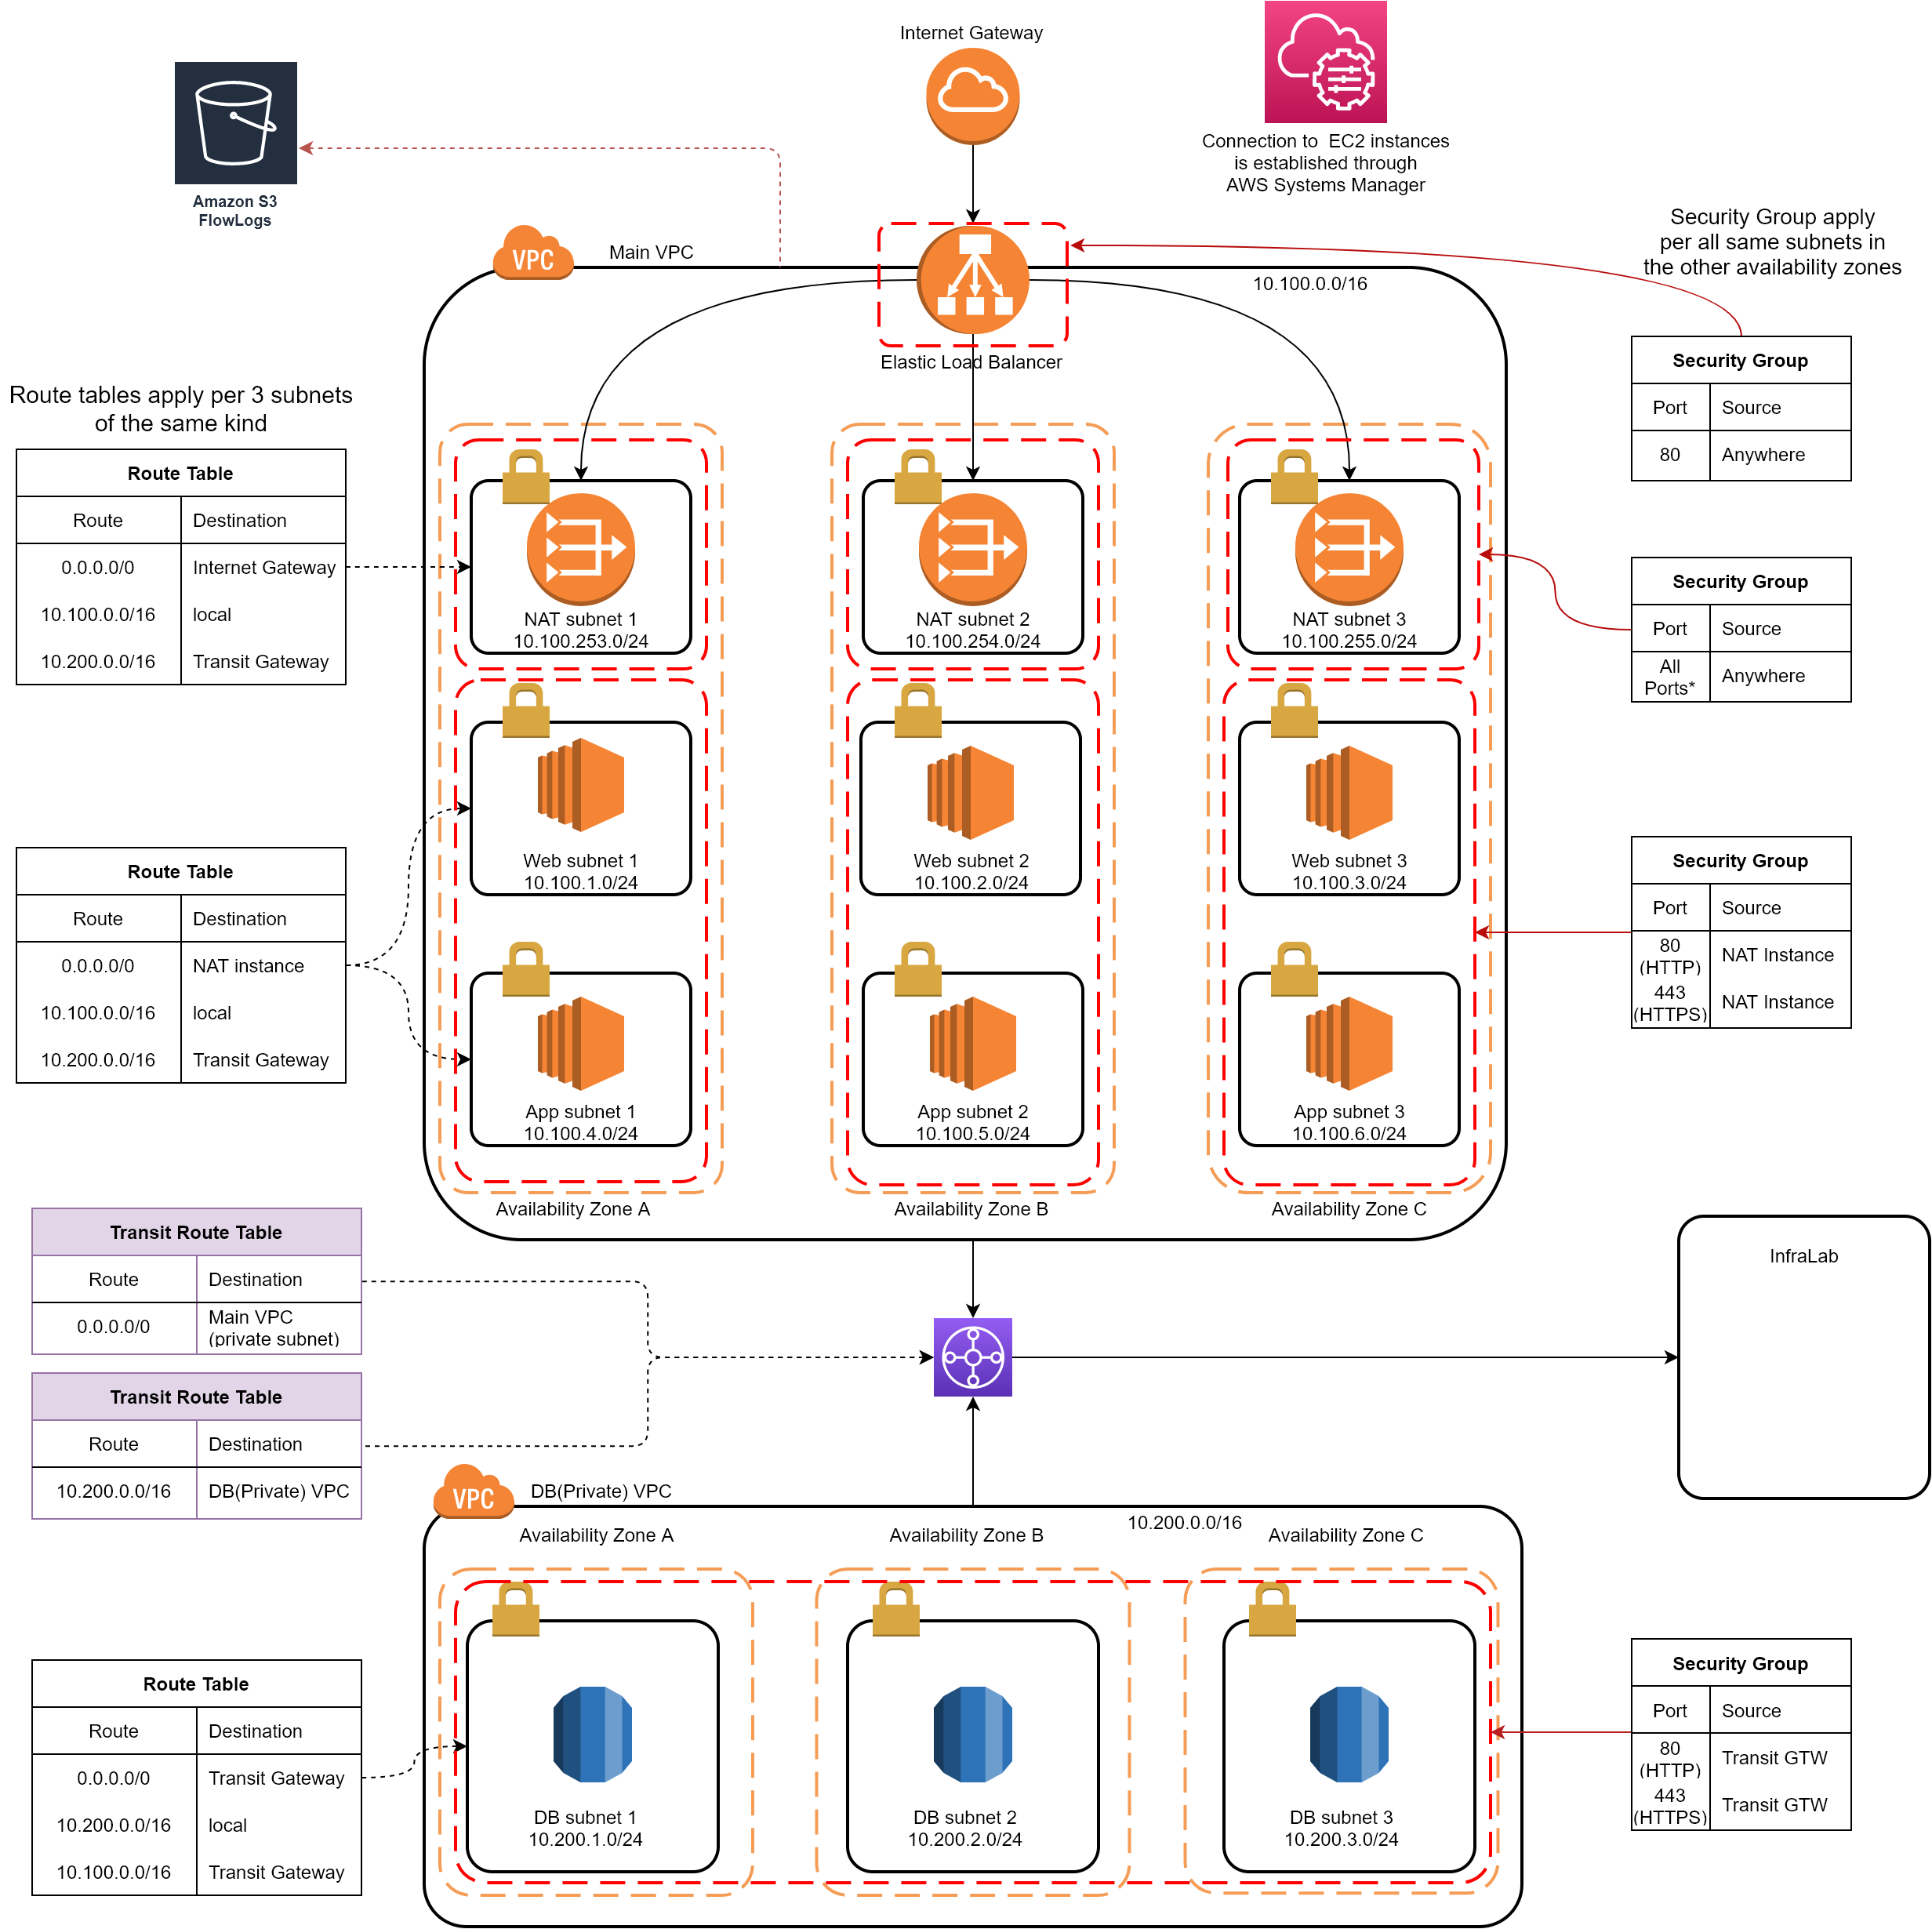 Internet Gateway
Connection to  EC2 instances
is established through
AWS Systems Manager
Amazon S3
FlowLogs
Security Group apply
per all same subnets in
the other availability zones
VPC
Main VPC
10.100.0.0/16
Elastic Load Balancer
Route tables apply per 3 subnets
of the same kind
Route Table
Route Destination
0.0.0.0/0 Internet Gateway
10.100.0.0/16 local
10.200.0.0/16 Transit Gateway
Security Group
Port Source
80 Anywhere
Security Group
Port Source
All
Ports*
Anywhere
NAT subnet 1
10.100.253.0/24
NAT subnet 2
10.100.254.0/24
NAT subnet 3
10.100.255.0/24
Web subnet 1
10.100.1.0/24
Web subnet 2
10.100.2.0/24
Web subnet 3
10.100.3.0/24
Route Table
Route Destination
0.0.0.0/0 NAT instance
10.100.0.0/16 local
10.200.0.0/16 Transit Gateway
Security Group
Port Source
80
(HTTP)
NAT Instance
443
(HTTPS)
NAT Instance
App subnet 1
10.100.4.0/24
App subnet 2
10.100.5.0/24
App subnet 3
10.100.6.0/24
Availability Zone A
Availability Zone B
Availability Zone C
Transit Route Table
Route Destination
0.0.0.0/0
Main VPC
(private subnet)
InfraLab
Transit Route Table
Route Destination
10.200.0.0/16 DB(Private) VPC
VPC
DB(Private) VPC
10.200.0.0/16
Availability Zone A
Availability Zone B
Availability Zone C
Route Table
Route Destination
0.0.0.0/0 Transit Gateway
10.200.0.0/16 local
10.100.0.0/16 Transit Gateway
DB subnet 1
10.200.1.0/24
DB subnet 2
10.200.2.0/24
DB subnet 3
10.200.3.0/24
Security Group
Port Source
80
(HTTP)
Transit GTW
443
(HTTPS)
Transit GTW